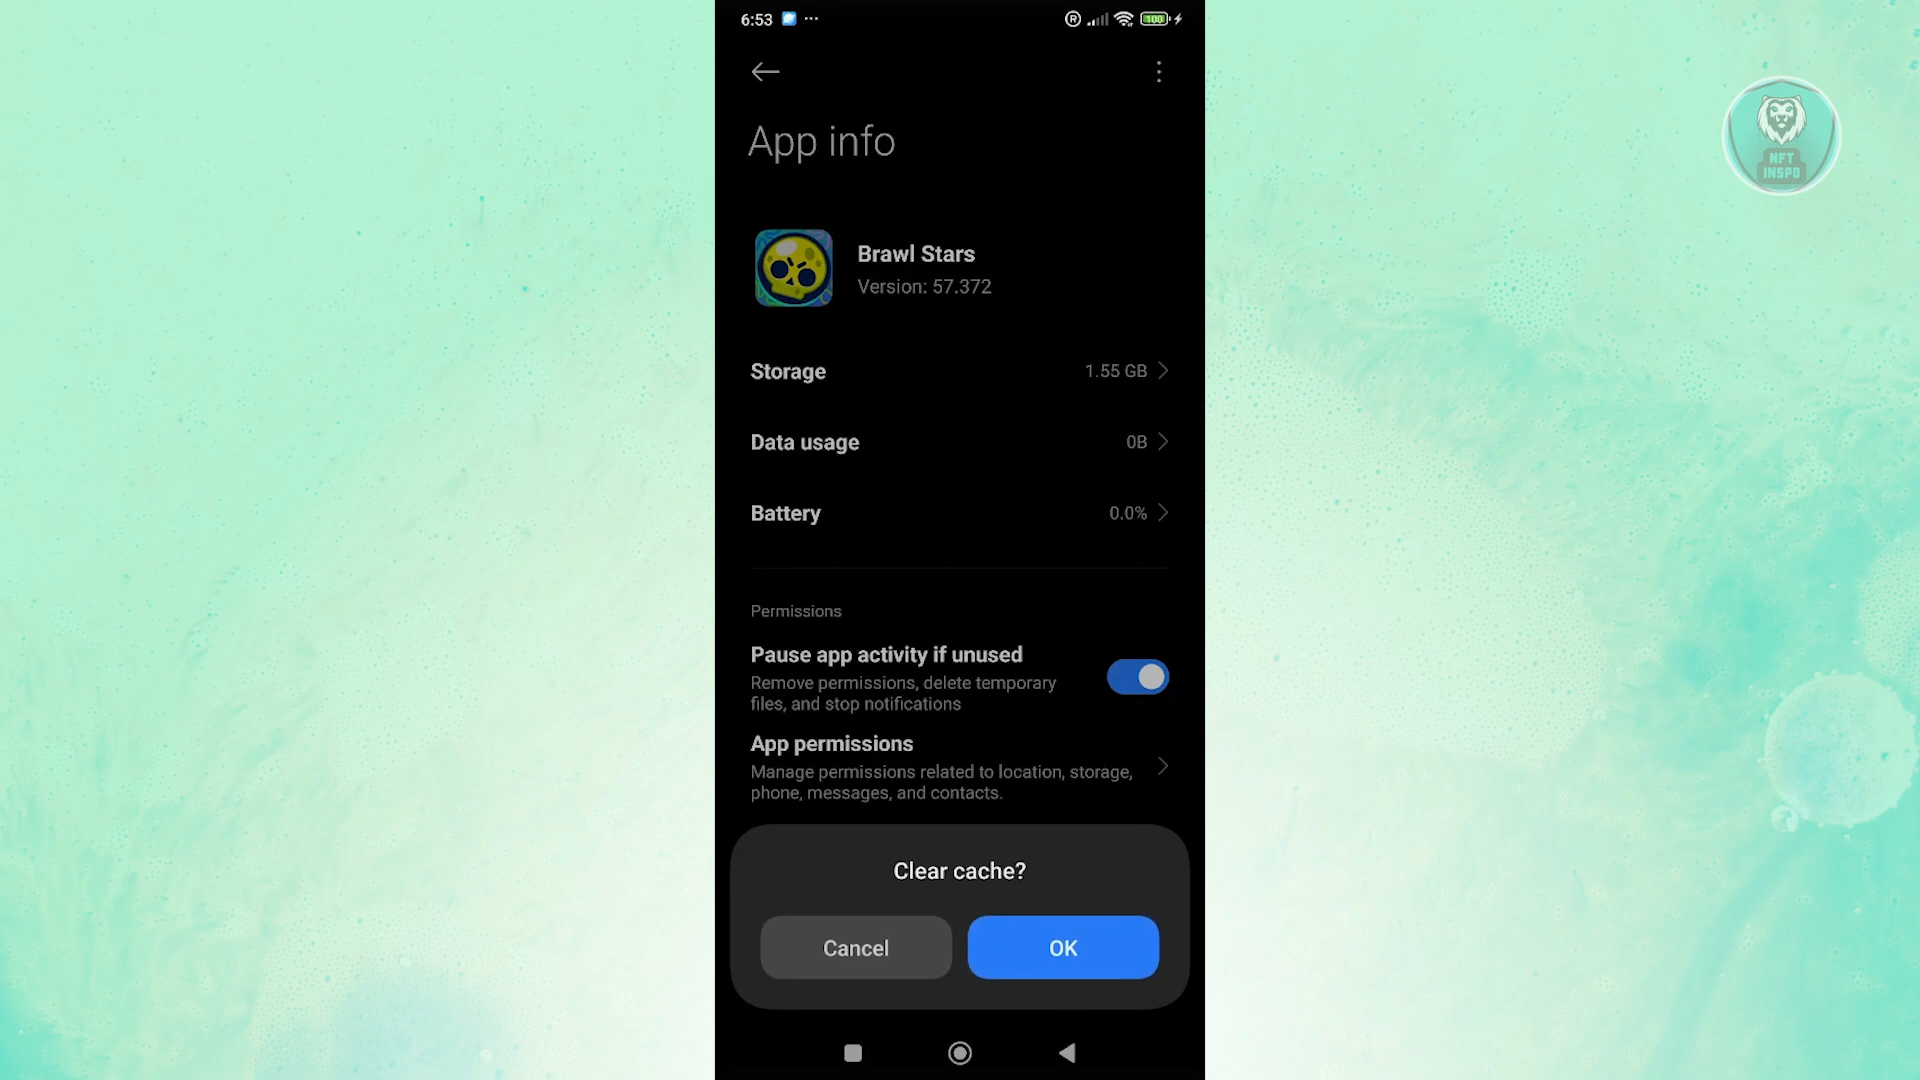 6:53
100
App info
Brawl Stars
Version: 57.372
Storage
1.55 GB
Data usage
0B
Battery
0.0%
Permissions
Pause app activity if unused
Remove permissions, delete temporary
files, and stop notifications
App permissions
Manage permissions related to location, storage,
phone, messages, and contacts.
Clear cache?
Cancel
OK
NFT
INSPO